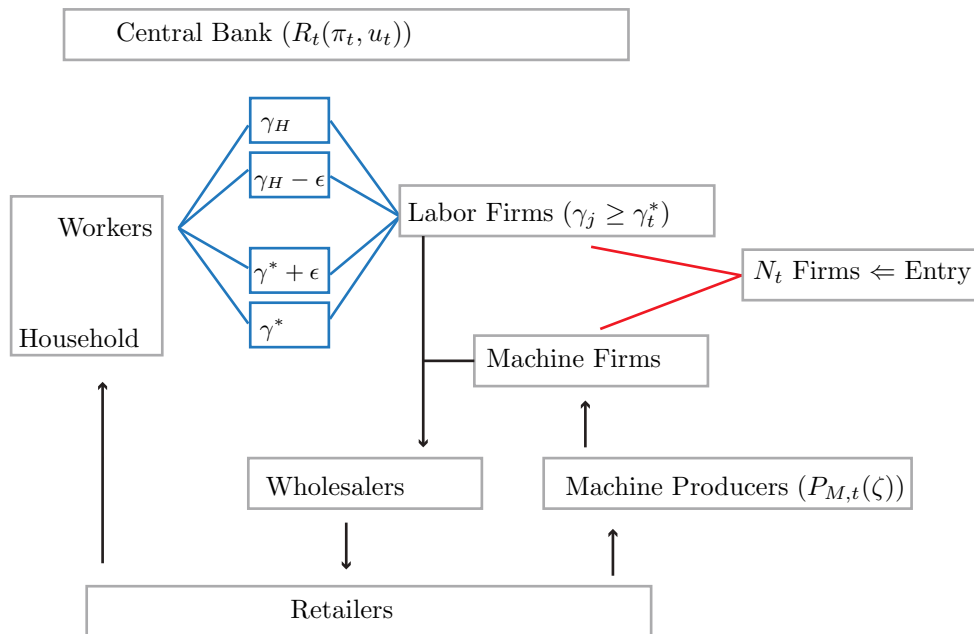 Central Bank (R_t(π_t, u_t))
γ_H
γ_H − ϵ
Workers
Labor Firms (γ_j ≥ γ_t^*)
γ^* + ϵ
N_t Firms ⇐ Entry
γ^*
Household
Machine Firms
Wholesalers
Machine Producers (P_{M,t}(ζ))
Retailers